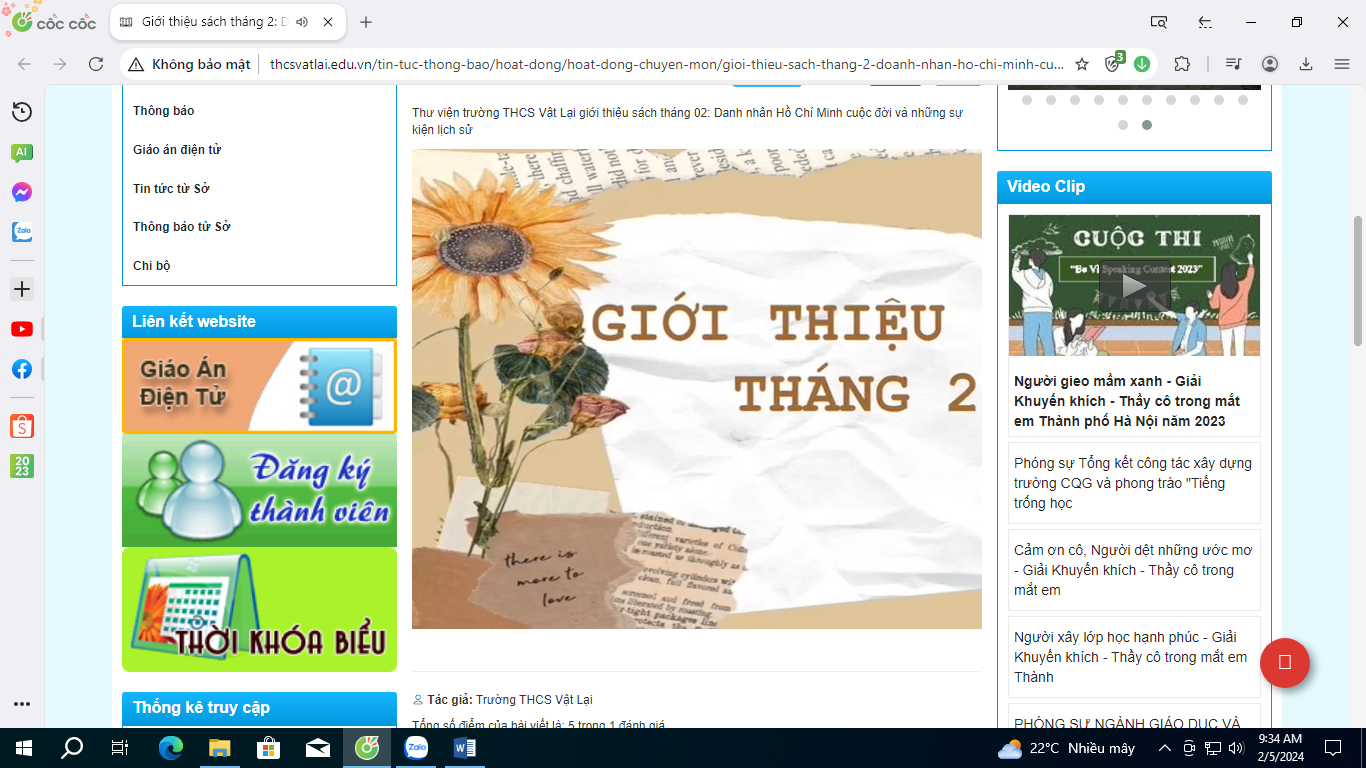 cốc cốc
Giới thiệu sách tháng 2: D
Không bảo mật
thcsvatlai.edu.vn/tin-tuc-thong-bao/hoat-dong/hoat-dong-chuyen-mon/gioi-thieu-sach-thang-2-doanh-nhan-ho-chi-minh-cu...
3
AI
Zalo
20
23
Thông báo
Giáo án điện tử
Tin tức từ Sở
Thông báo từ Sở
Chi bộ
Liên kết website
Giáo Án
Điện Tử
Đăng ký
thành viên
THỜI KHÓA BIỂU
Thống kê truy cập
Thư viện trường THCS Vật Lại giới thiệu sách tháng 02: Danh nhân Hồ Chí Minh cuộc đời và những sự
kiện lịch sử
GIỚI THIỆU
THÁNG 2
there is
more to
love
Tác giả: Trường THCS Vật Lại
Tổng số điểm của bài viết là: 5 trong 1 đánh giá
Video Clip
CUỘC THI
Người gieo mầm xanh - Giải
Khuyến khích - Thầy cô trong mắt
em Thành phố Hà Nội năm 2023
Phóng sự Tổng kết công tác xây dựng
trường CQG và phong trào "Tiếng
trống học
Cảm ơn cô, Người dệt những ước mơ
- Giải Khuyến khích - Thầy cô trong
mắt em
Người xây lớp học hạnh phúc - Giải
Khuyến khích - Thầy cô trong mắt em
Thành
PHÓNG SỰ NGÀNH GIÁO DỤC VÀ
Zalo
22°C Nhiều mây
9:34 AM
2/5/2024